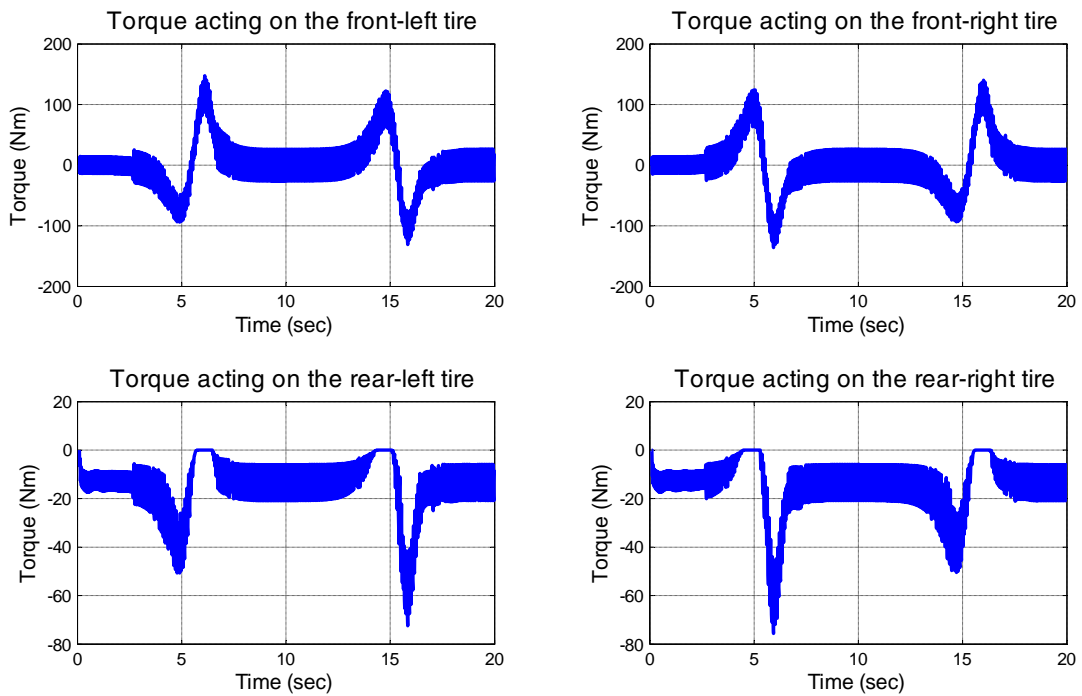 Torque acting on the front-left tire
200
100
0
-100
-200
Torque (Nm)
0 5 10 15 20
Time (sec)
Torque acting on the front-right tire
200
100
0
-100
-200
Torque (Nm)
0 5 10 15 20
Time (sec)
Torque acting on the rear-left tire
20
0
-20
-40
-60
-80
Torque (Nm)
0 5 10 15 20
Time (sec)
Torque acting on the rear-right tire
20
0
-20
-40
-60
-80
Torque (Nm)
0 5 10 15 20
Time (sec)